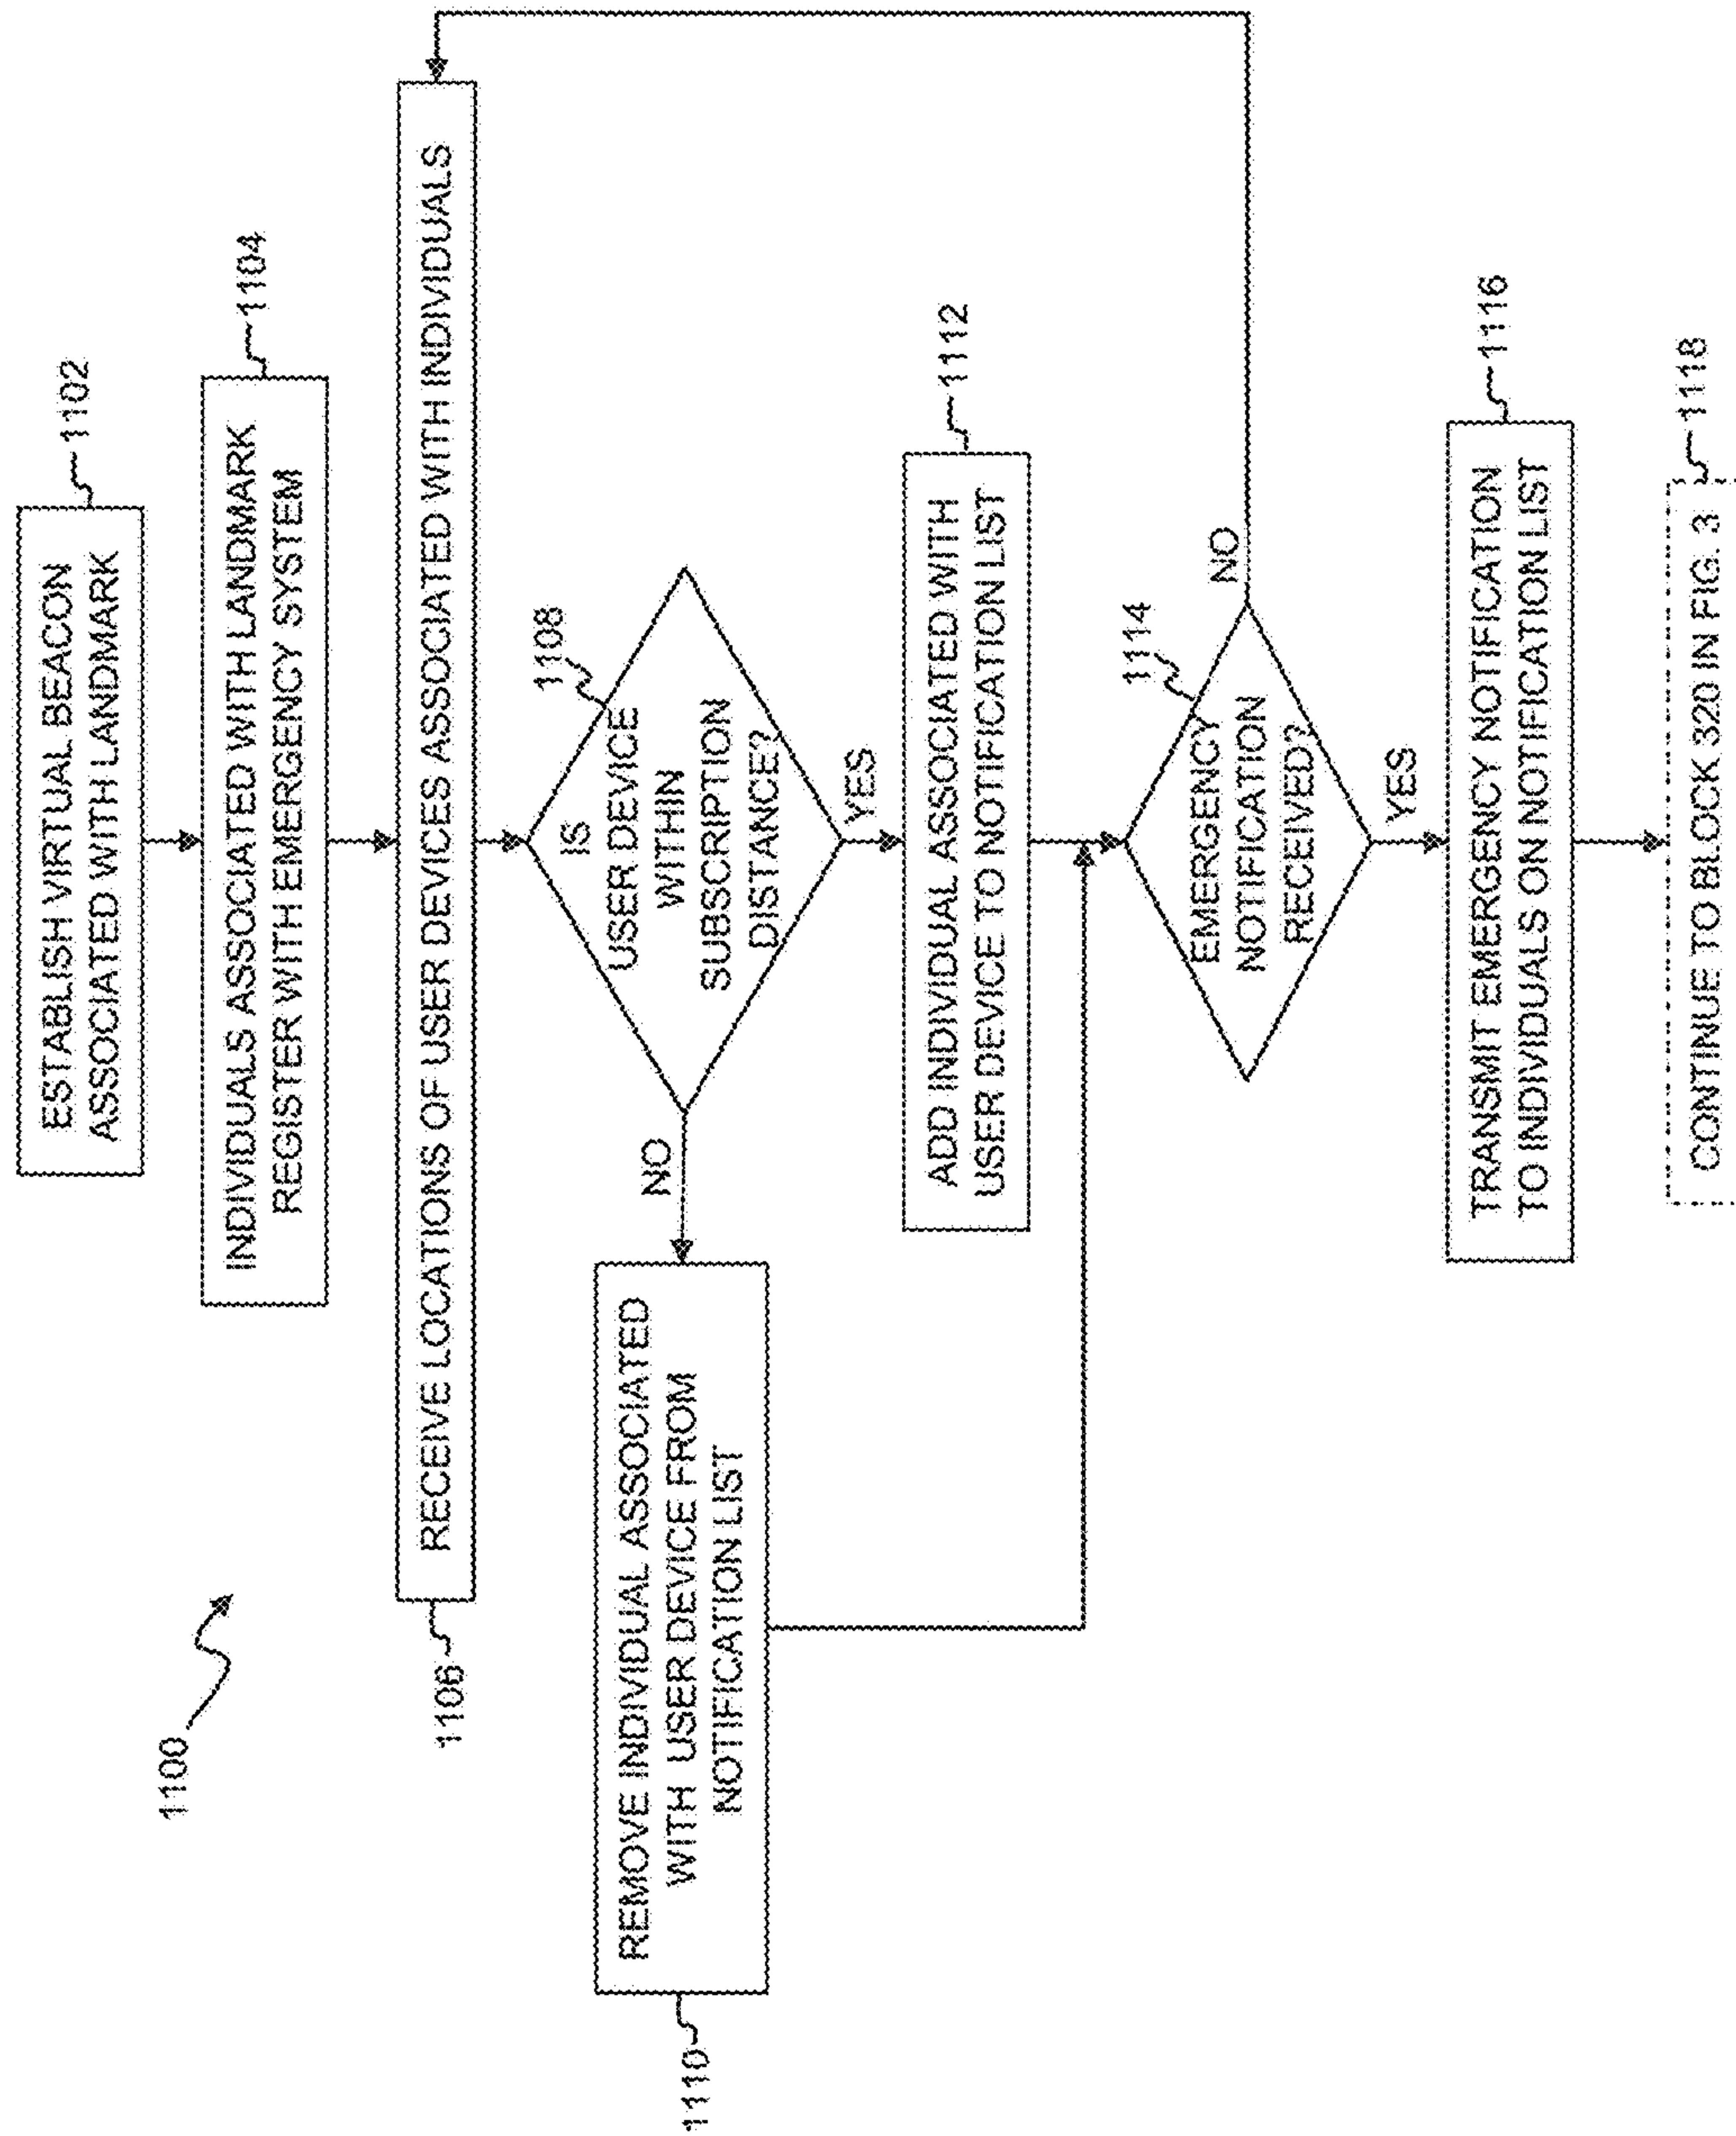 1100
ESTABLISH VIRTUAL BEACON
ASSOCIATED WITH LANDMARK
1102
INDIVIDUALS ASSOCIATED WITH LANDMARK
REGISTER WITH EMERGENCY SYSTEM
1104
1106
RECEIVE LOCATIONS OF USER DEVICES ASSOCIATED WITH INDIVIDUALS
1108
IS
USER DEVICE
WITHIN
SUBSCRIPTION
DISTANCE?
NO
YES
REMOVE INDIVIDUAL ASSOCIATED
WITH USER DEVICE FROM
NOTIFICATION LIST
1110
ADD INDIVIDUAL ASSOCIATED WITH
USER DEVICE TO NOTIFICATION LIST
1112
1114
EMERGENCY
NOTIFICATION
RECEIVED?
NO
YES
TRANSMIT EMERGENCY NOTIFICATION
TO INDIVIDUALS ON NOTIFICATION LIST
1116
CONTINUE TO BLOCK 320 IN FIG. 3
1118